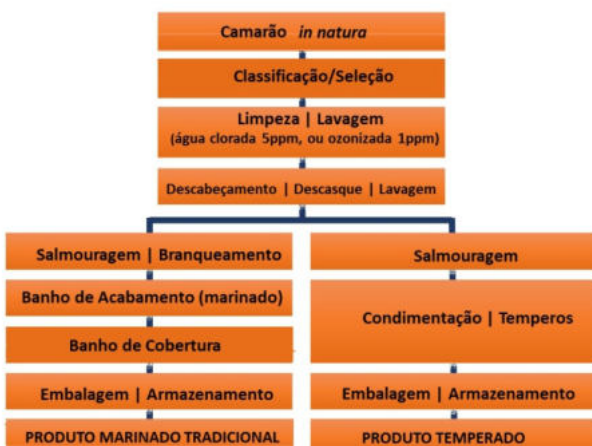 Camarão in natura
Classificação/Seleção
Limpeza | Lavagem
(água clorada 5ppm, ou ozonizada 1ppm)
Descabeçamento | Descasque | Lavagem
Salmouragem | Branqueamento
Banho de Acabamento (marinado)
Banho de Cobertura
Embalagem | Armazenamento
PRODUTO MARINADO TRADICIONAL
Salmouragem
Condimentação | Temperos
Embalagem | Armazenamento
PRODUTO TEMPERADO